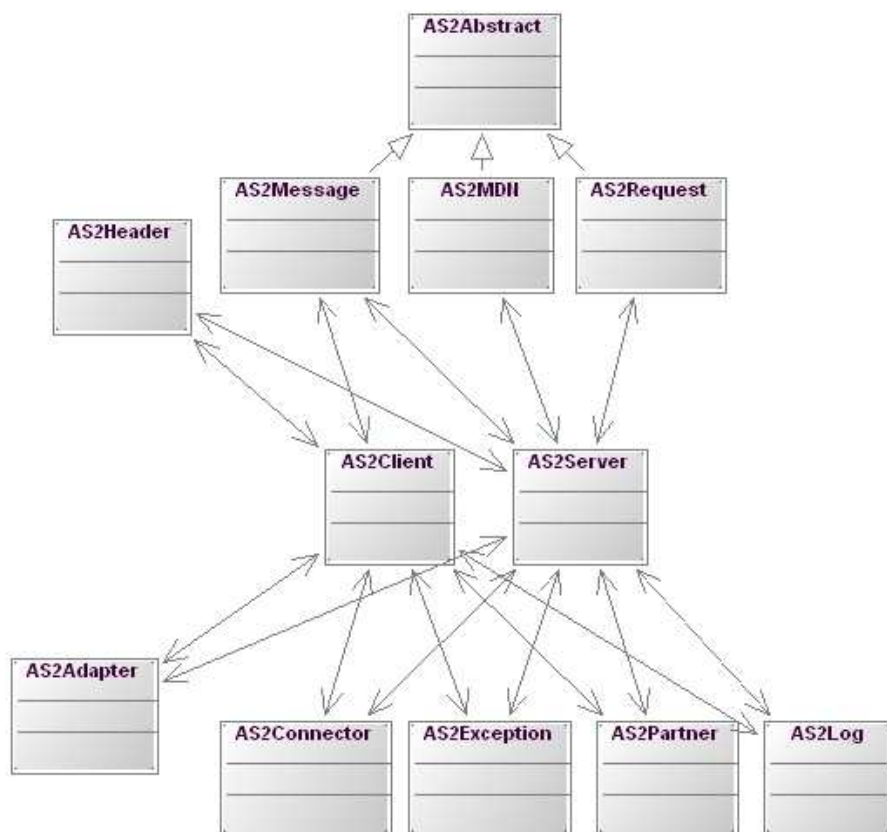 AS2Abstract
AS2Message
AS2MDN
AS2Request
AS2Header
AS2Client
AS2Server
AS2Adapter
AS2Connector
AS2Exception
AS2Partner
AS2Log